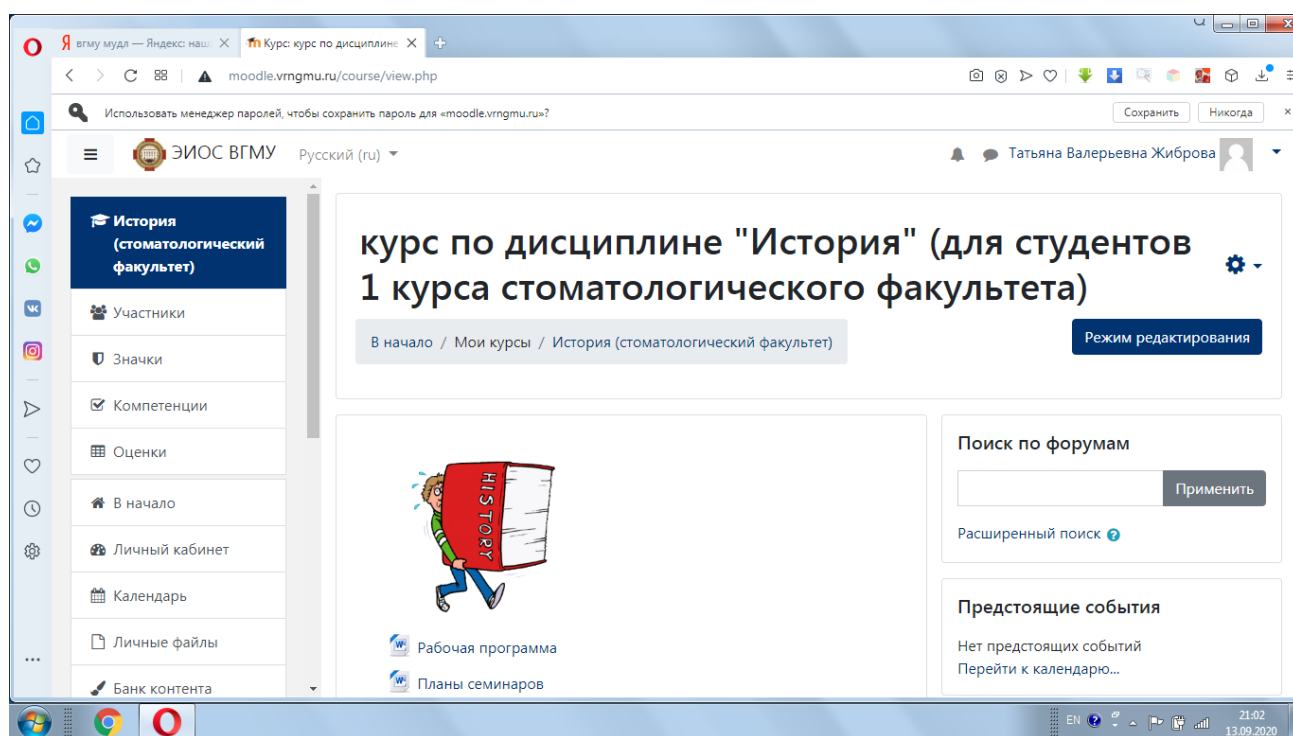 вгму мудл — Яндекс: наш
Курс: курс по дисциплине
moodle.vrngmu.ru/course/view.php
Использовать менеджер паролей, чтобы сохранить пароль для «moodle.vrngmu.ru»?
Сохранить
Никогда
ЭИОС ВГМУ
Русский (ru)
Татьяна Валерьевна Жиброва
История
(стоматологический
факультет)
Участники
Значки
Компетенции
Оценки
В начало
Личный кабинет
Календарь
Личные файлы
Банк контента
курс по дисциплине "История" (для студентов
1 курса стоматологического факультета)
В начало / Мои курсы / История (стоматологический факультет)
Режим редактирования
HISTORY
Рабочая программа
Планы семинаров
Поиск по форумам
Применить
Расширенный поиск
Предстоящие события
Нет предстоящих событий
Перейти к календарю...
EN
21:02
13.09.2020